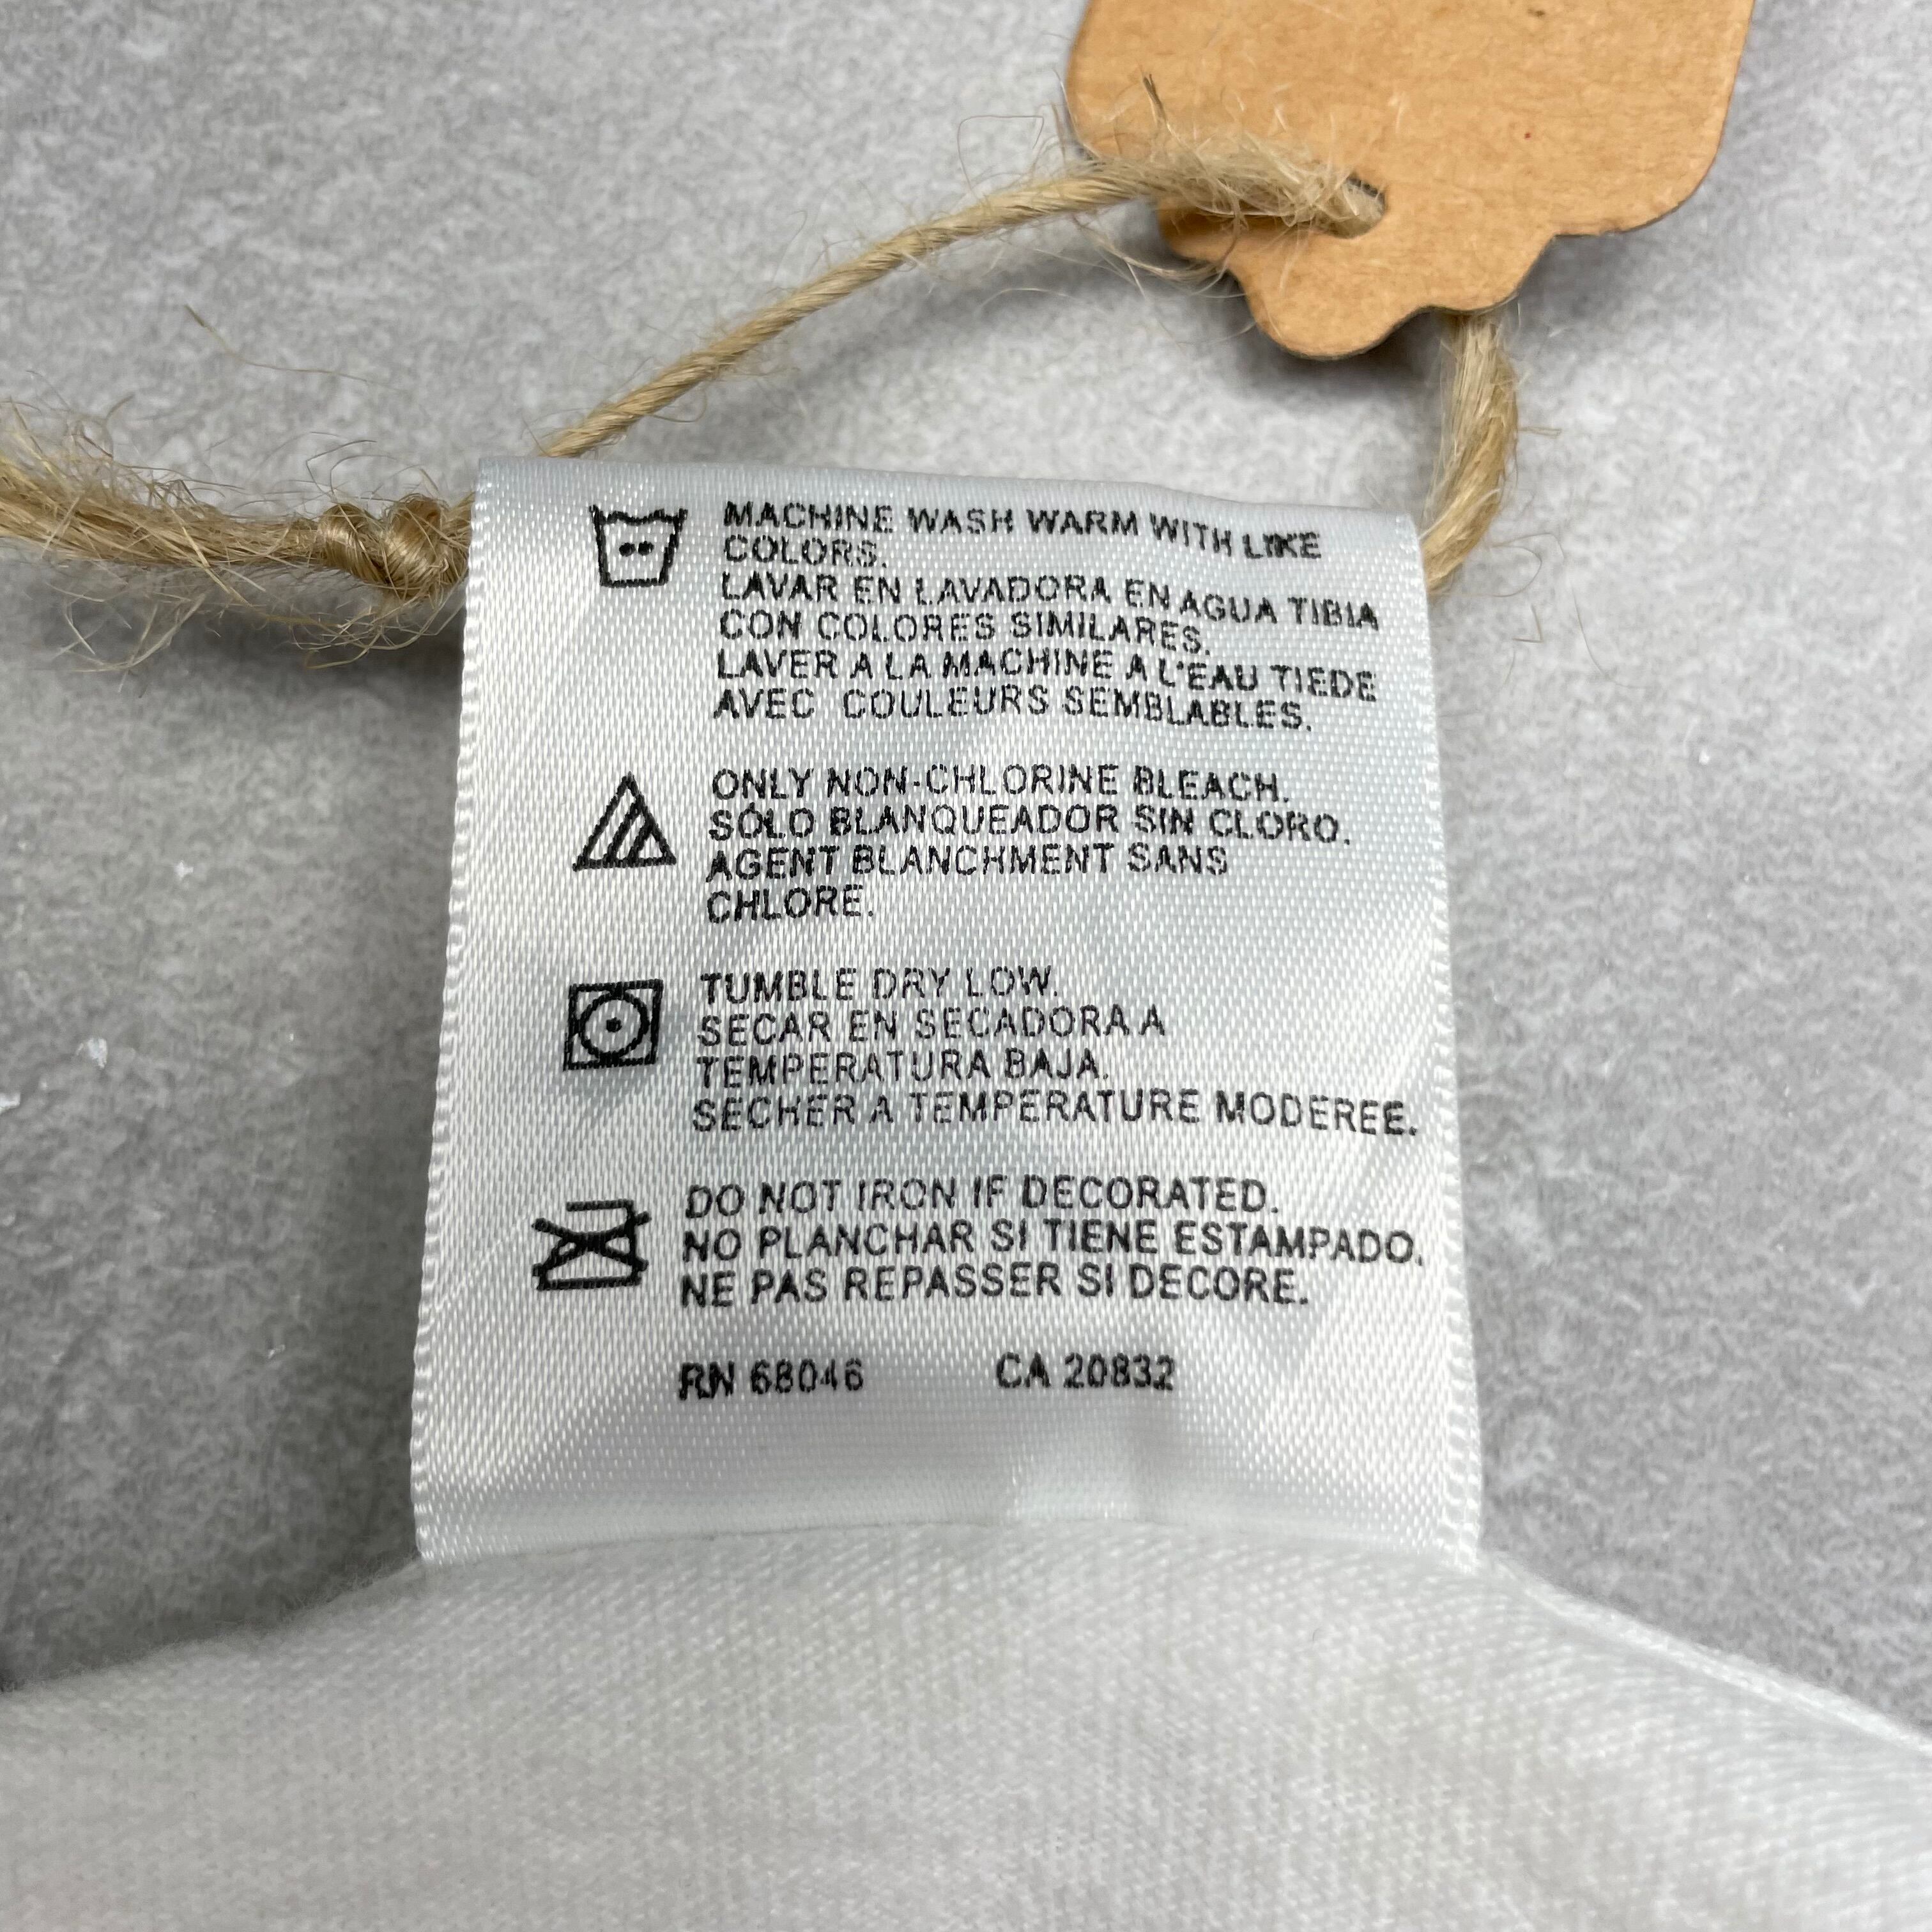 MACHINE WASH WARM WITH LIKE
COLORS.
LAVAR EN LAVADORA EN AGUA TIBIA
CON COLORES SIMILARES.
LAVER A LA MACHINE A L'EAU TIEDE
AVEC COULEURS SEMBLABLES.
ONLY NON-CHLORINE BLEACH.
SÓLO BLANQUEADOR SIN CLORO.
AGENT BLANCHMENT SANS
CHLORE.
TUMBLE DRY LOW.
SECAR EN SECADORA A
TEMPERATURA BAJA.
SECHER A TEMPERATURE MODEREE.
DO NOT IRON IF DECORATED.
NO PLANCHAR SI TIENE ESTAMPADO.
NE PAS REPASSER SI DECORE.
RN 68046 CA 20832